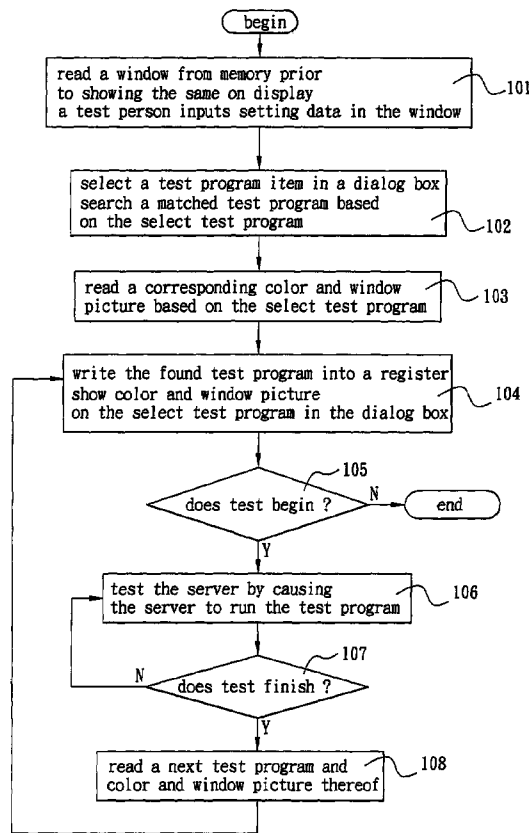 begin
read a window from memory prior
to showing the same on display
a test person inputs setting data in the window
101
select a test program item in a dialog box
search a matched test program based
on the select test program
102
read a corresponding color and window
picture based on the select test program
103
write the found test program into a register
show color and window picture
on the select test program in the dialog box
104
105
does test begin ?
N
end
Y
test the server by causing
the server to run the test program
106
107
N
does test finish ?
Y
read a next test program and
color and window picture thereof
108